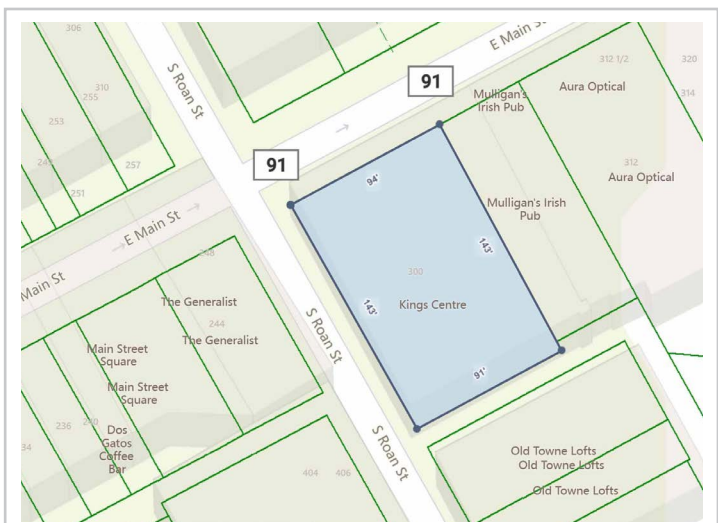 306
S Roan St
E Main St
312 1/2
320
310
255
253
91
Mulligan's
Irish Pub
Aura Optical
314
257
91
251
94'
312
Aura Optical
Mulligan's Irish
Pub
E Main St
Main St
248
143'
300
Kings Centre
143'
The Generalist
244
The Generalist
S Roan St
Main Street
Square
Main Street
Square
91'
236
Dos
Gatos
Coffee
Bar
S Roan St
Old Towne Lofts
Old Towne Lofts
Old Towne Lofts
404
406